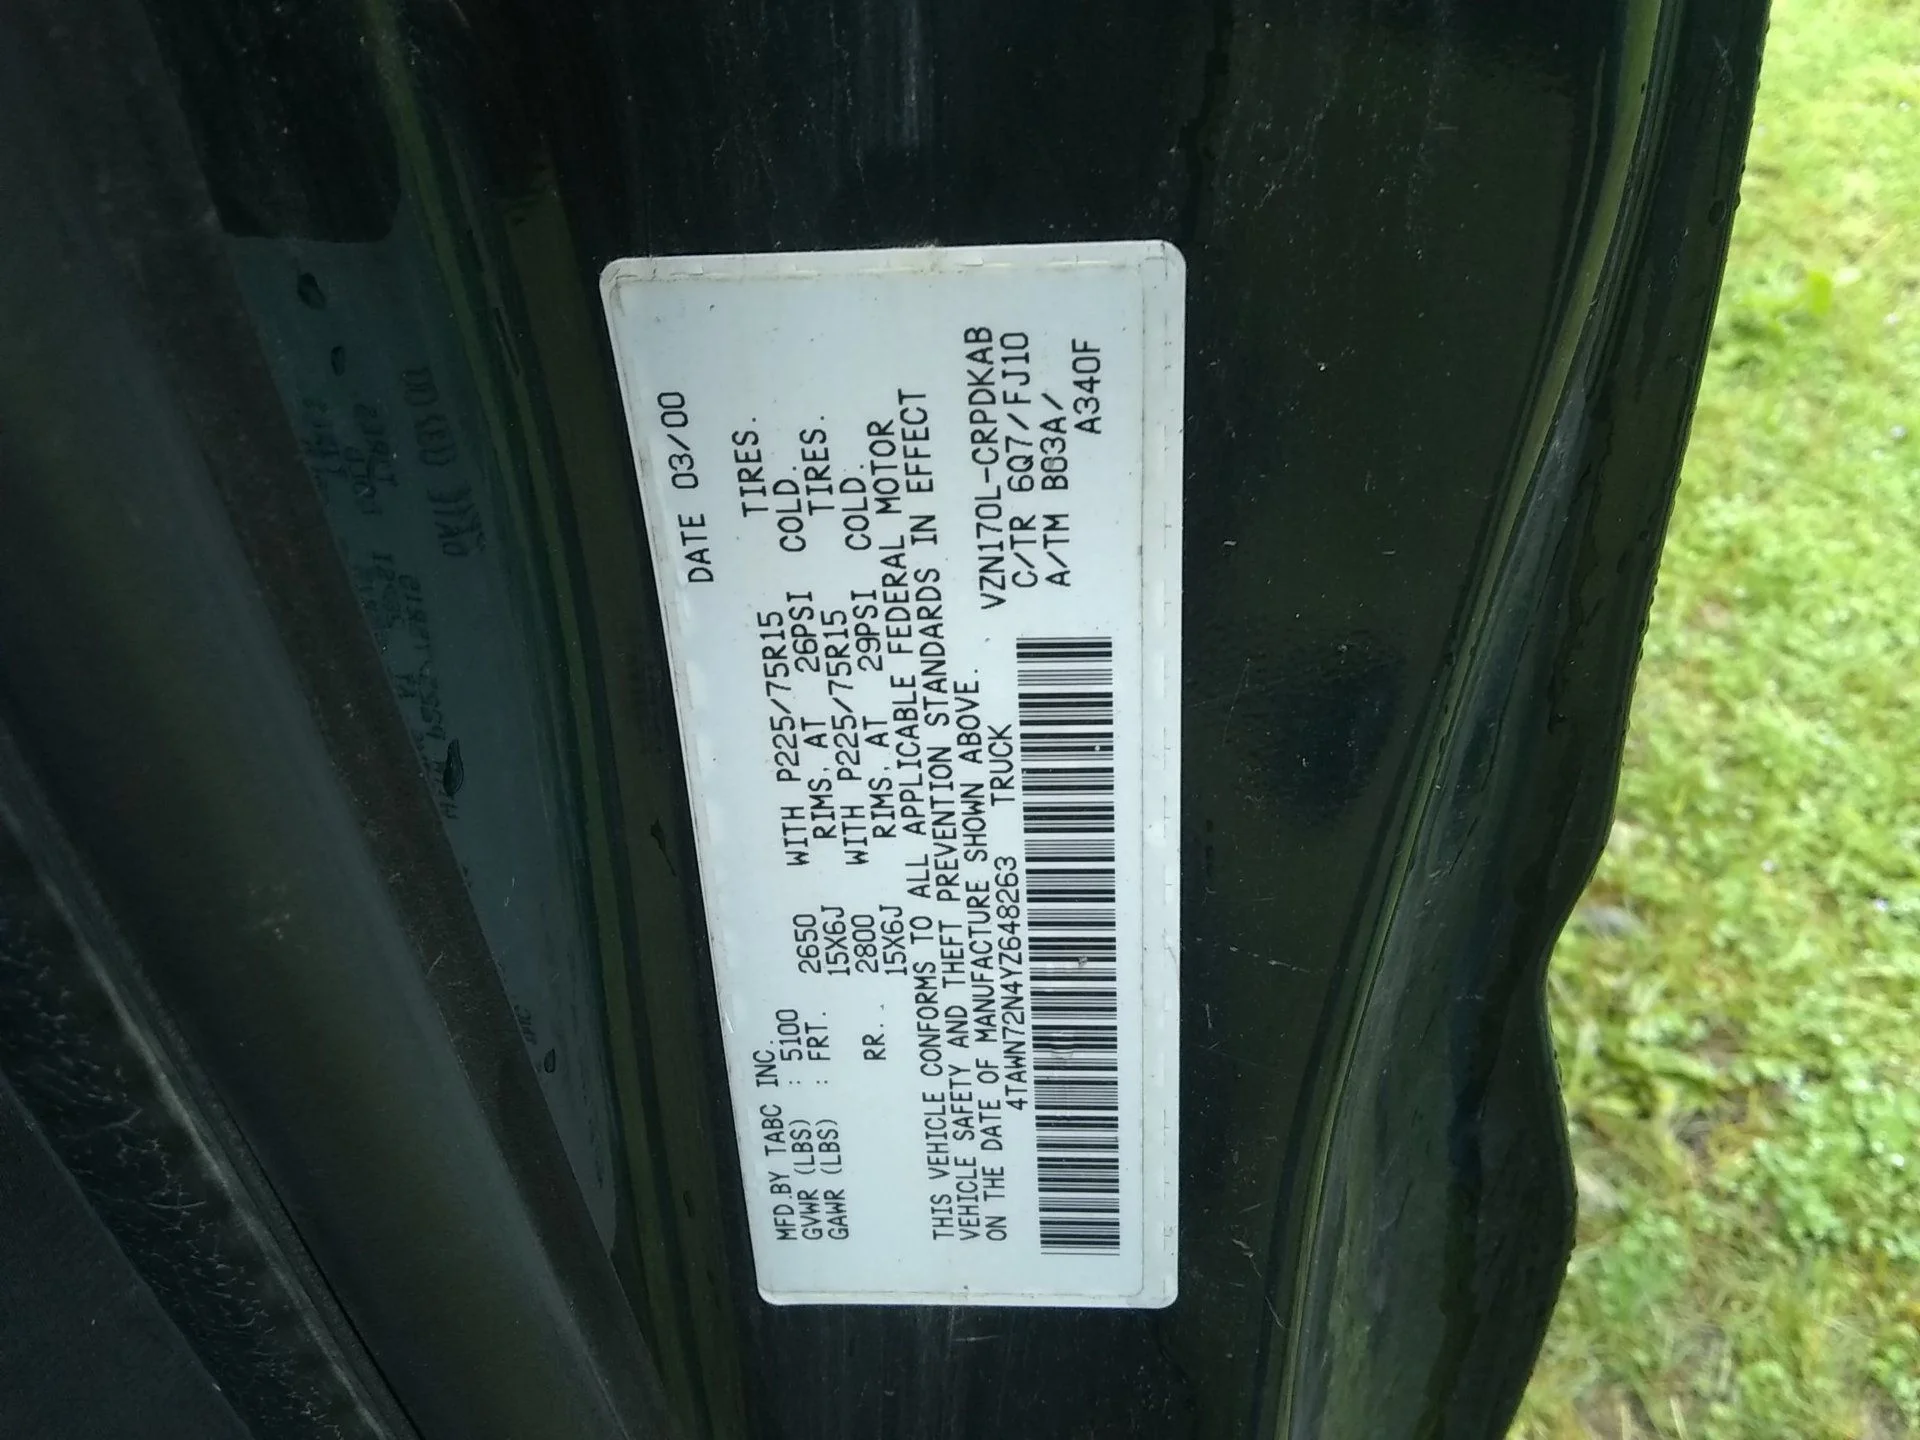 DATE 03/00
MFD.BY TABC INC.
GVWR(LBS) : 5100 2650 WITH P225/75R15 TIRES.
GAWR(LBS) : FRT. 15X6J RIMS, AT 26PSI COLD.
2800 WITH P225/75R15 TIRES.
RR. 15X6J RIMS, AT 29PSI COLD.
THIS VEHICLE CONFORMS TO ALL APPLICABLE FEDERAL MOTOR
VEHICLE SAFETY AND THEFT PREVENTION STANDARDS IN EFFECT
ON THE DATE OF MANUFACTURE SHOWN ABOVE.
4TAWN72N4YZ648263 TRUCK
VZN170L-CRPDKAB
C/TR 6Q7/FJ10
A/TM B03A/
A340F